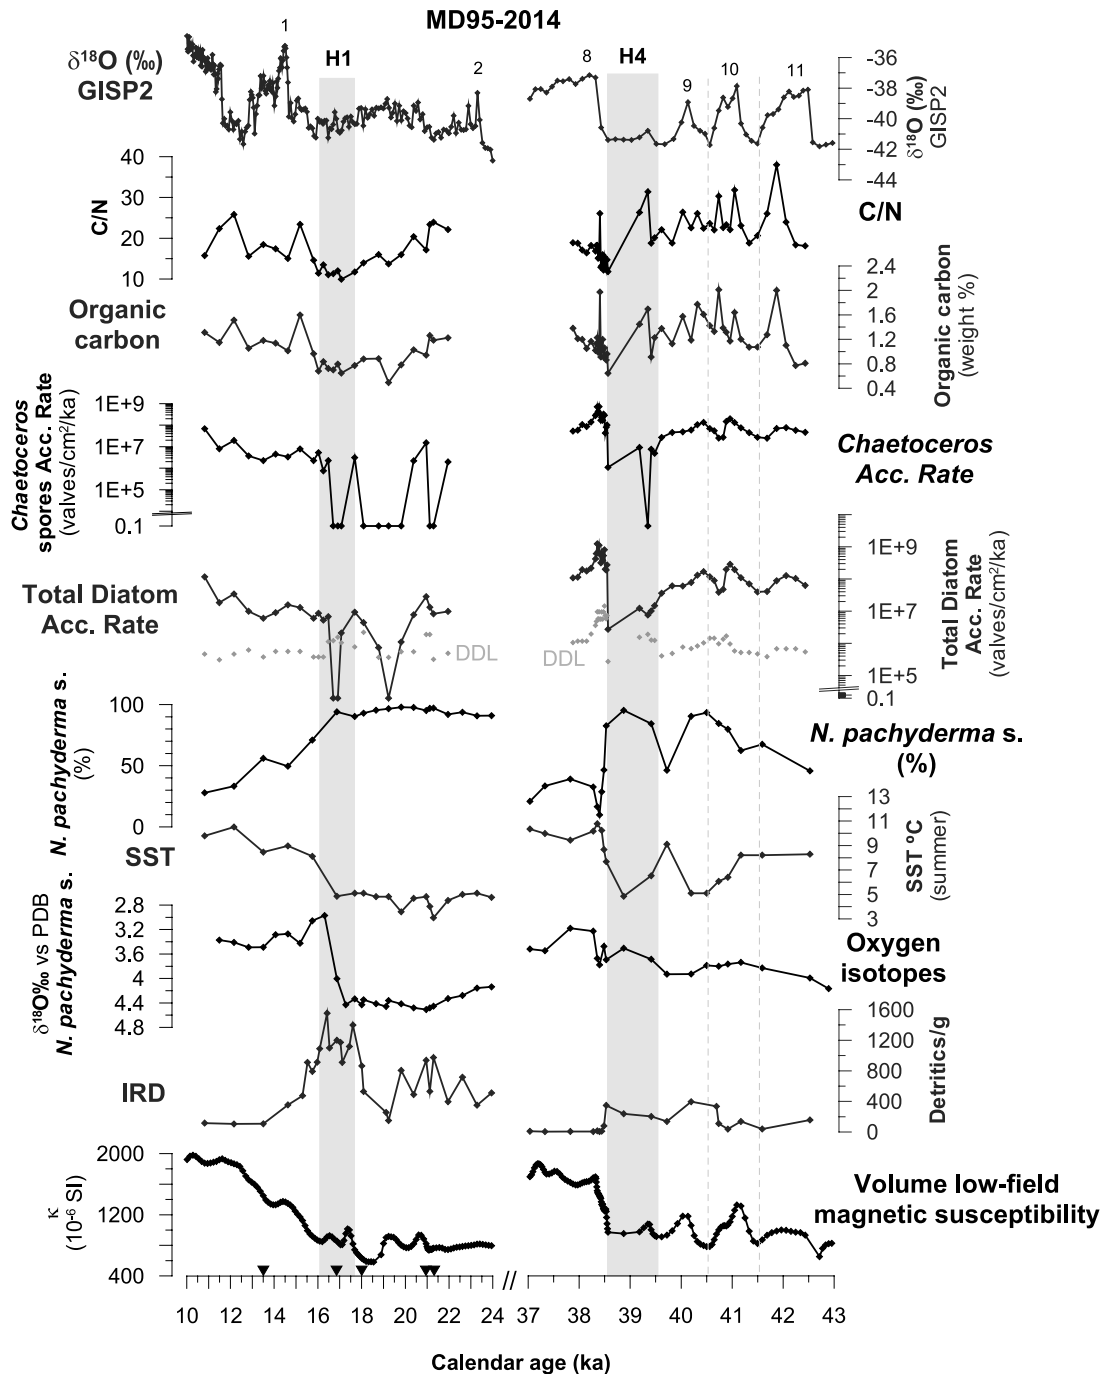 MD95-2014
1
H1
2
8
H4
9
10
11
δ¹⁸O (‰)
GISP2
-36
-38
-40
-42
-44
δ¹⁸O (‰)
GISP2
40
30
20
10
C/N
C/N
Organic
carbon
2.4
2
1.6
1.2
0.8
0.4
Organic carbon
(weight %)
Chaetoceros
spores Acc. Rate
(valves/cm²/ka)
1E+9
1E+7
1E+5
0.1
Chaetoceros
Acc. Rate
Total Diatom
Acc. Rate
DDL
DDL
1E+9
1E+7
1E+5
0.1
Total Diatom
Acc. Rate
(valves/cm²/ka)
N. pachyderma s.
(%)
100
50
0
N. pachyderma s.
(%)
SST
13
11
9
7
5
3
SST ºC
(summer)
δ¹⁸O‰ vs PDB
N. pachyderma s.
2.8
3.2
3.6
4
4.4
4.8
Oxygen
isotopes
IRD
1600
1200
800
400
0
Detritics/g
κ
(10⁻⁶ SI)
2000
1200
400
Volume low-field
magnetic susceptibility
10 12 14 16 18 20 22 24 // 37 38 39 40 41 42 43
Calendar age (ka)